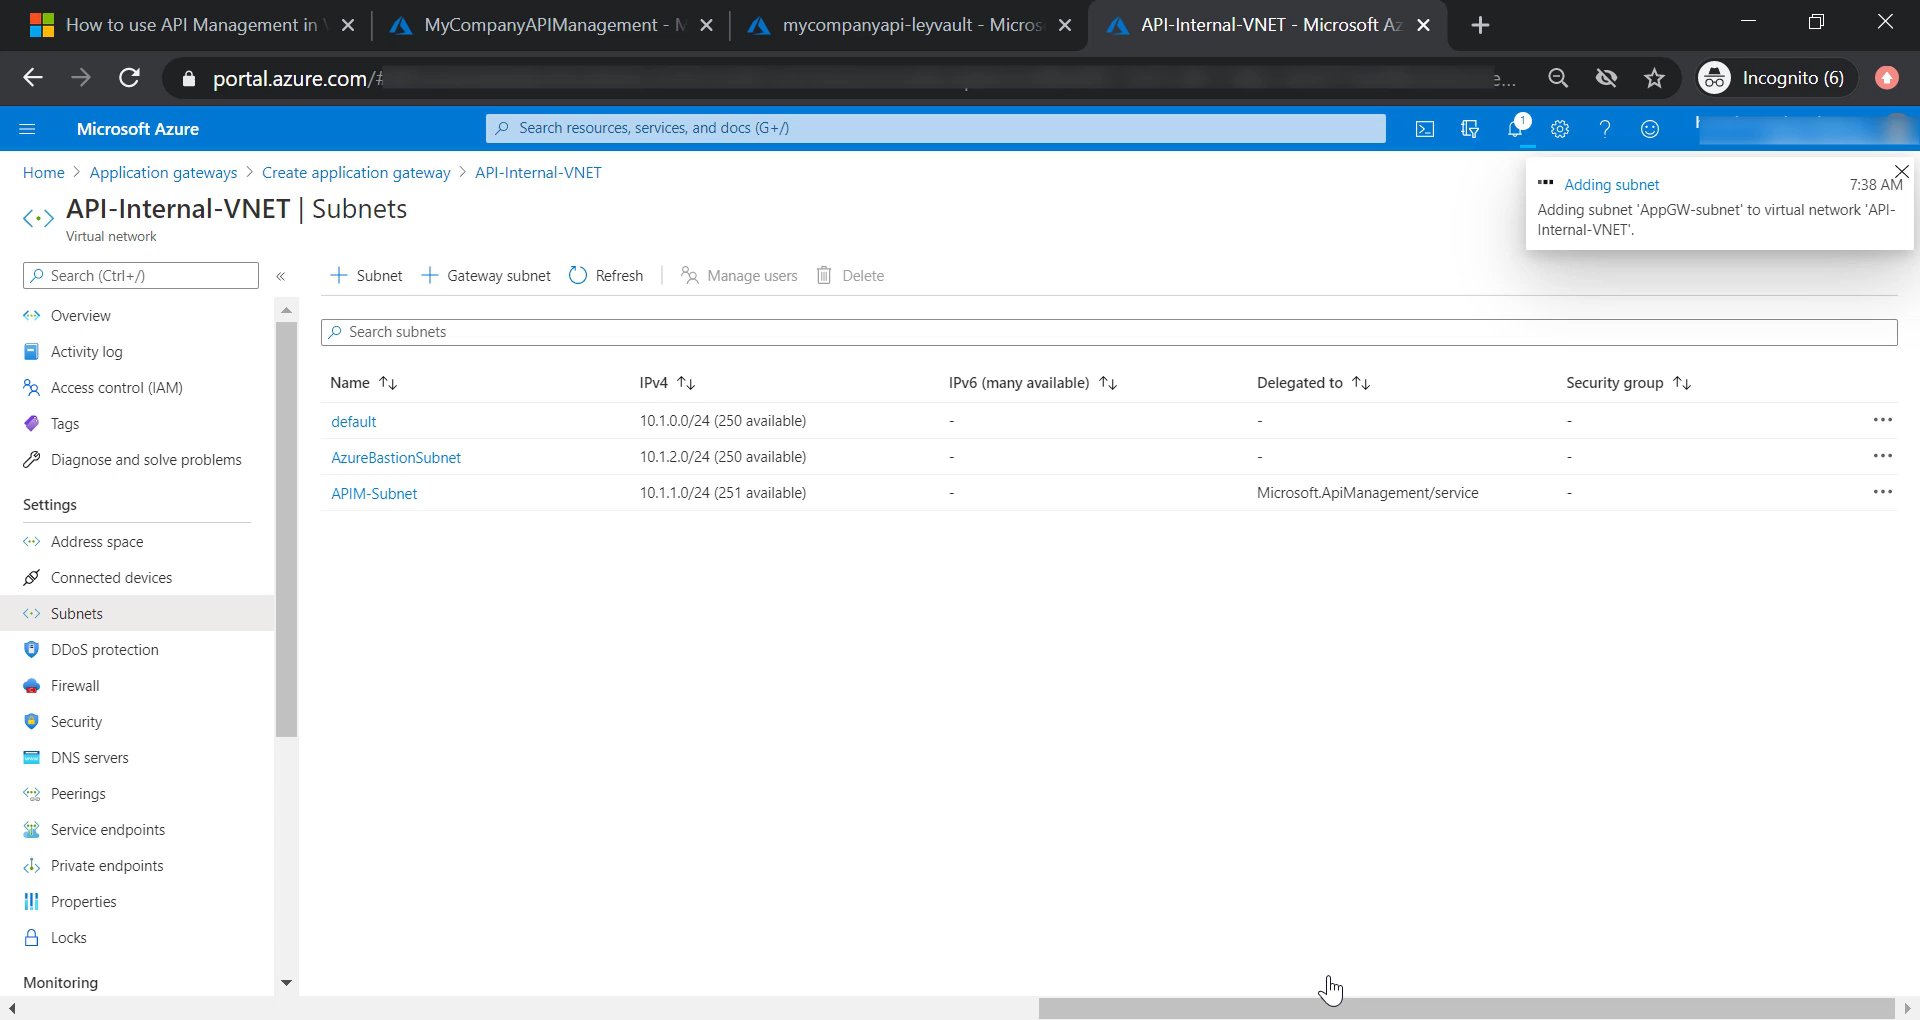 How to use API Management in
MyCompanyAPIManagement - M
mycompanyapi-leyvault - Micros
API-Internal-VNET - Microsoft Az
portal.azure.com/#
e...
Incognito (6)
Microsoft Azure
Search resources, services, and docs (G+/)
1
Home > Application gateways > Create application gateway > API-Internal-VNET
Adding subnet
7:38 AM
Adding subnet 'AppGW-subnet' to virtual network 'API-
Internal-VNET'.
API-Internal-VNET | Subnets
Virtual network
Search (Ctrl+/)
«
+ Subnet
+ Gateway subnet
Refresh
Manage users
Delete
Overview
Activity log
Access control (IAM)
Tags
Diagnose and solve problems
Settings
Address space
Connected devices
Subnets
DDoS protection
Firewall
Security
DNS servers
Peerings
Service endpoints
Private endpoints
Properties
Locks
Monitoring
Search subnets
Name ↑↓ IPv4 ↑↓ IPv6 (many available) ↑↓ Delegated to ↑↓ Security group ↑↓
default 10.1.0.0/24 (250 available) - - - ...
AzureBastionSubnet 10.1.2.0/24 (250 available) - - - ...
APIM-Subnet 10.1.1.0/24 (251 available) - Microsoft.ApiManagement/service - ...